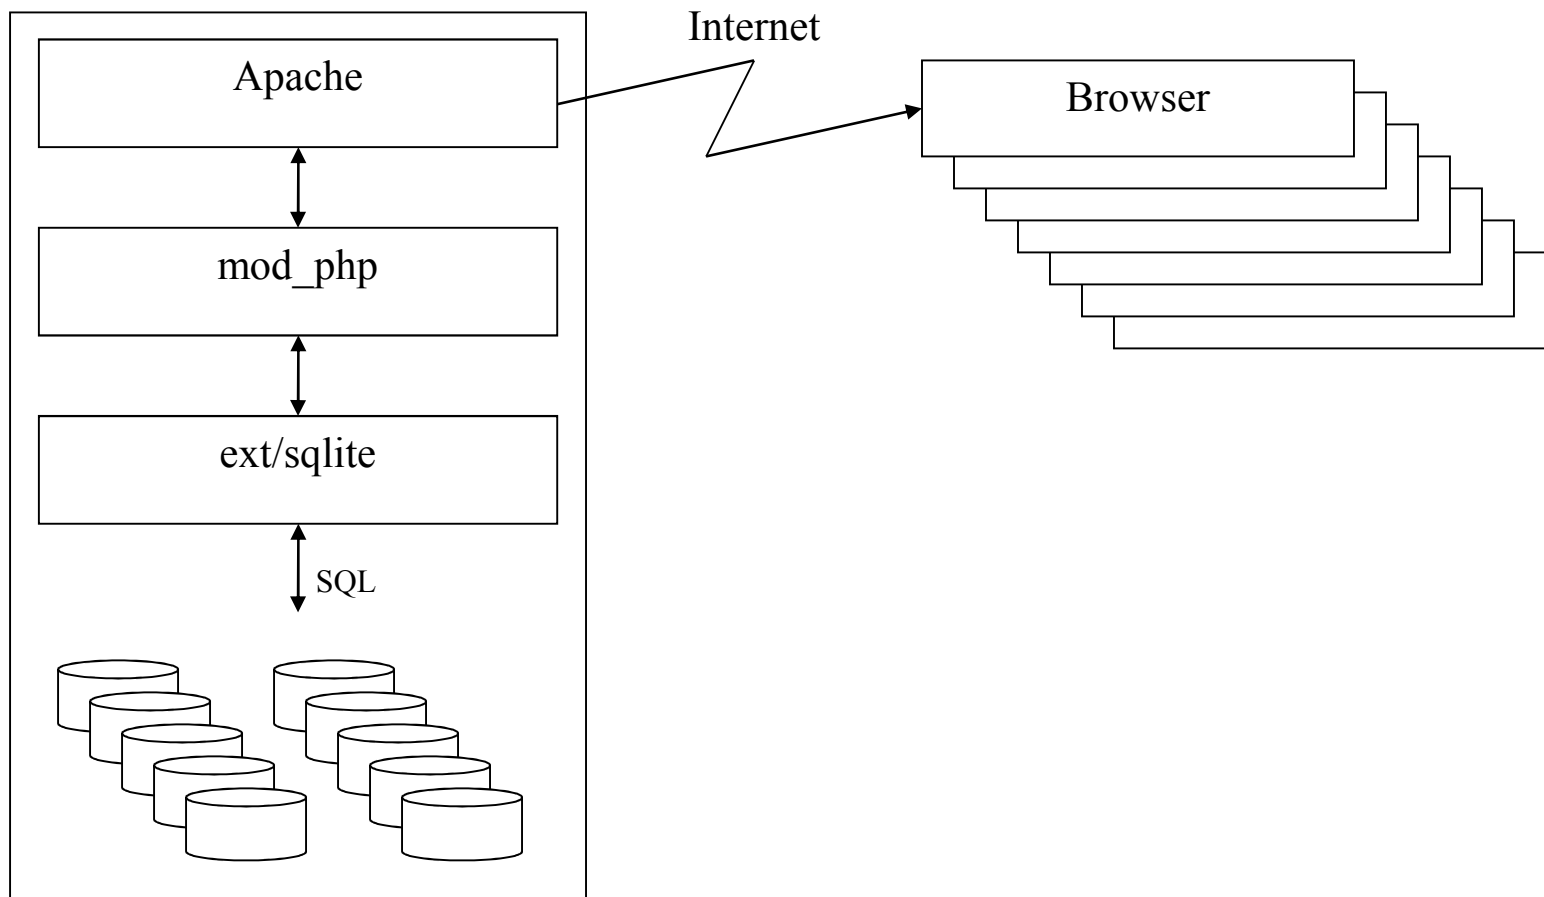 Internet
Apache
Browser
mod_php
ext/sqlite
SQL